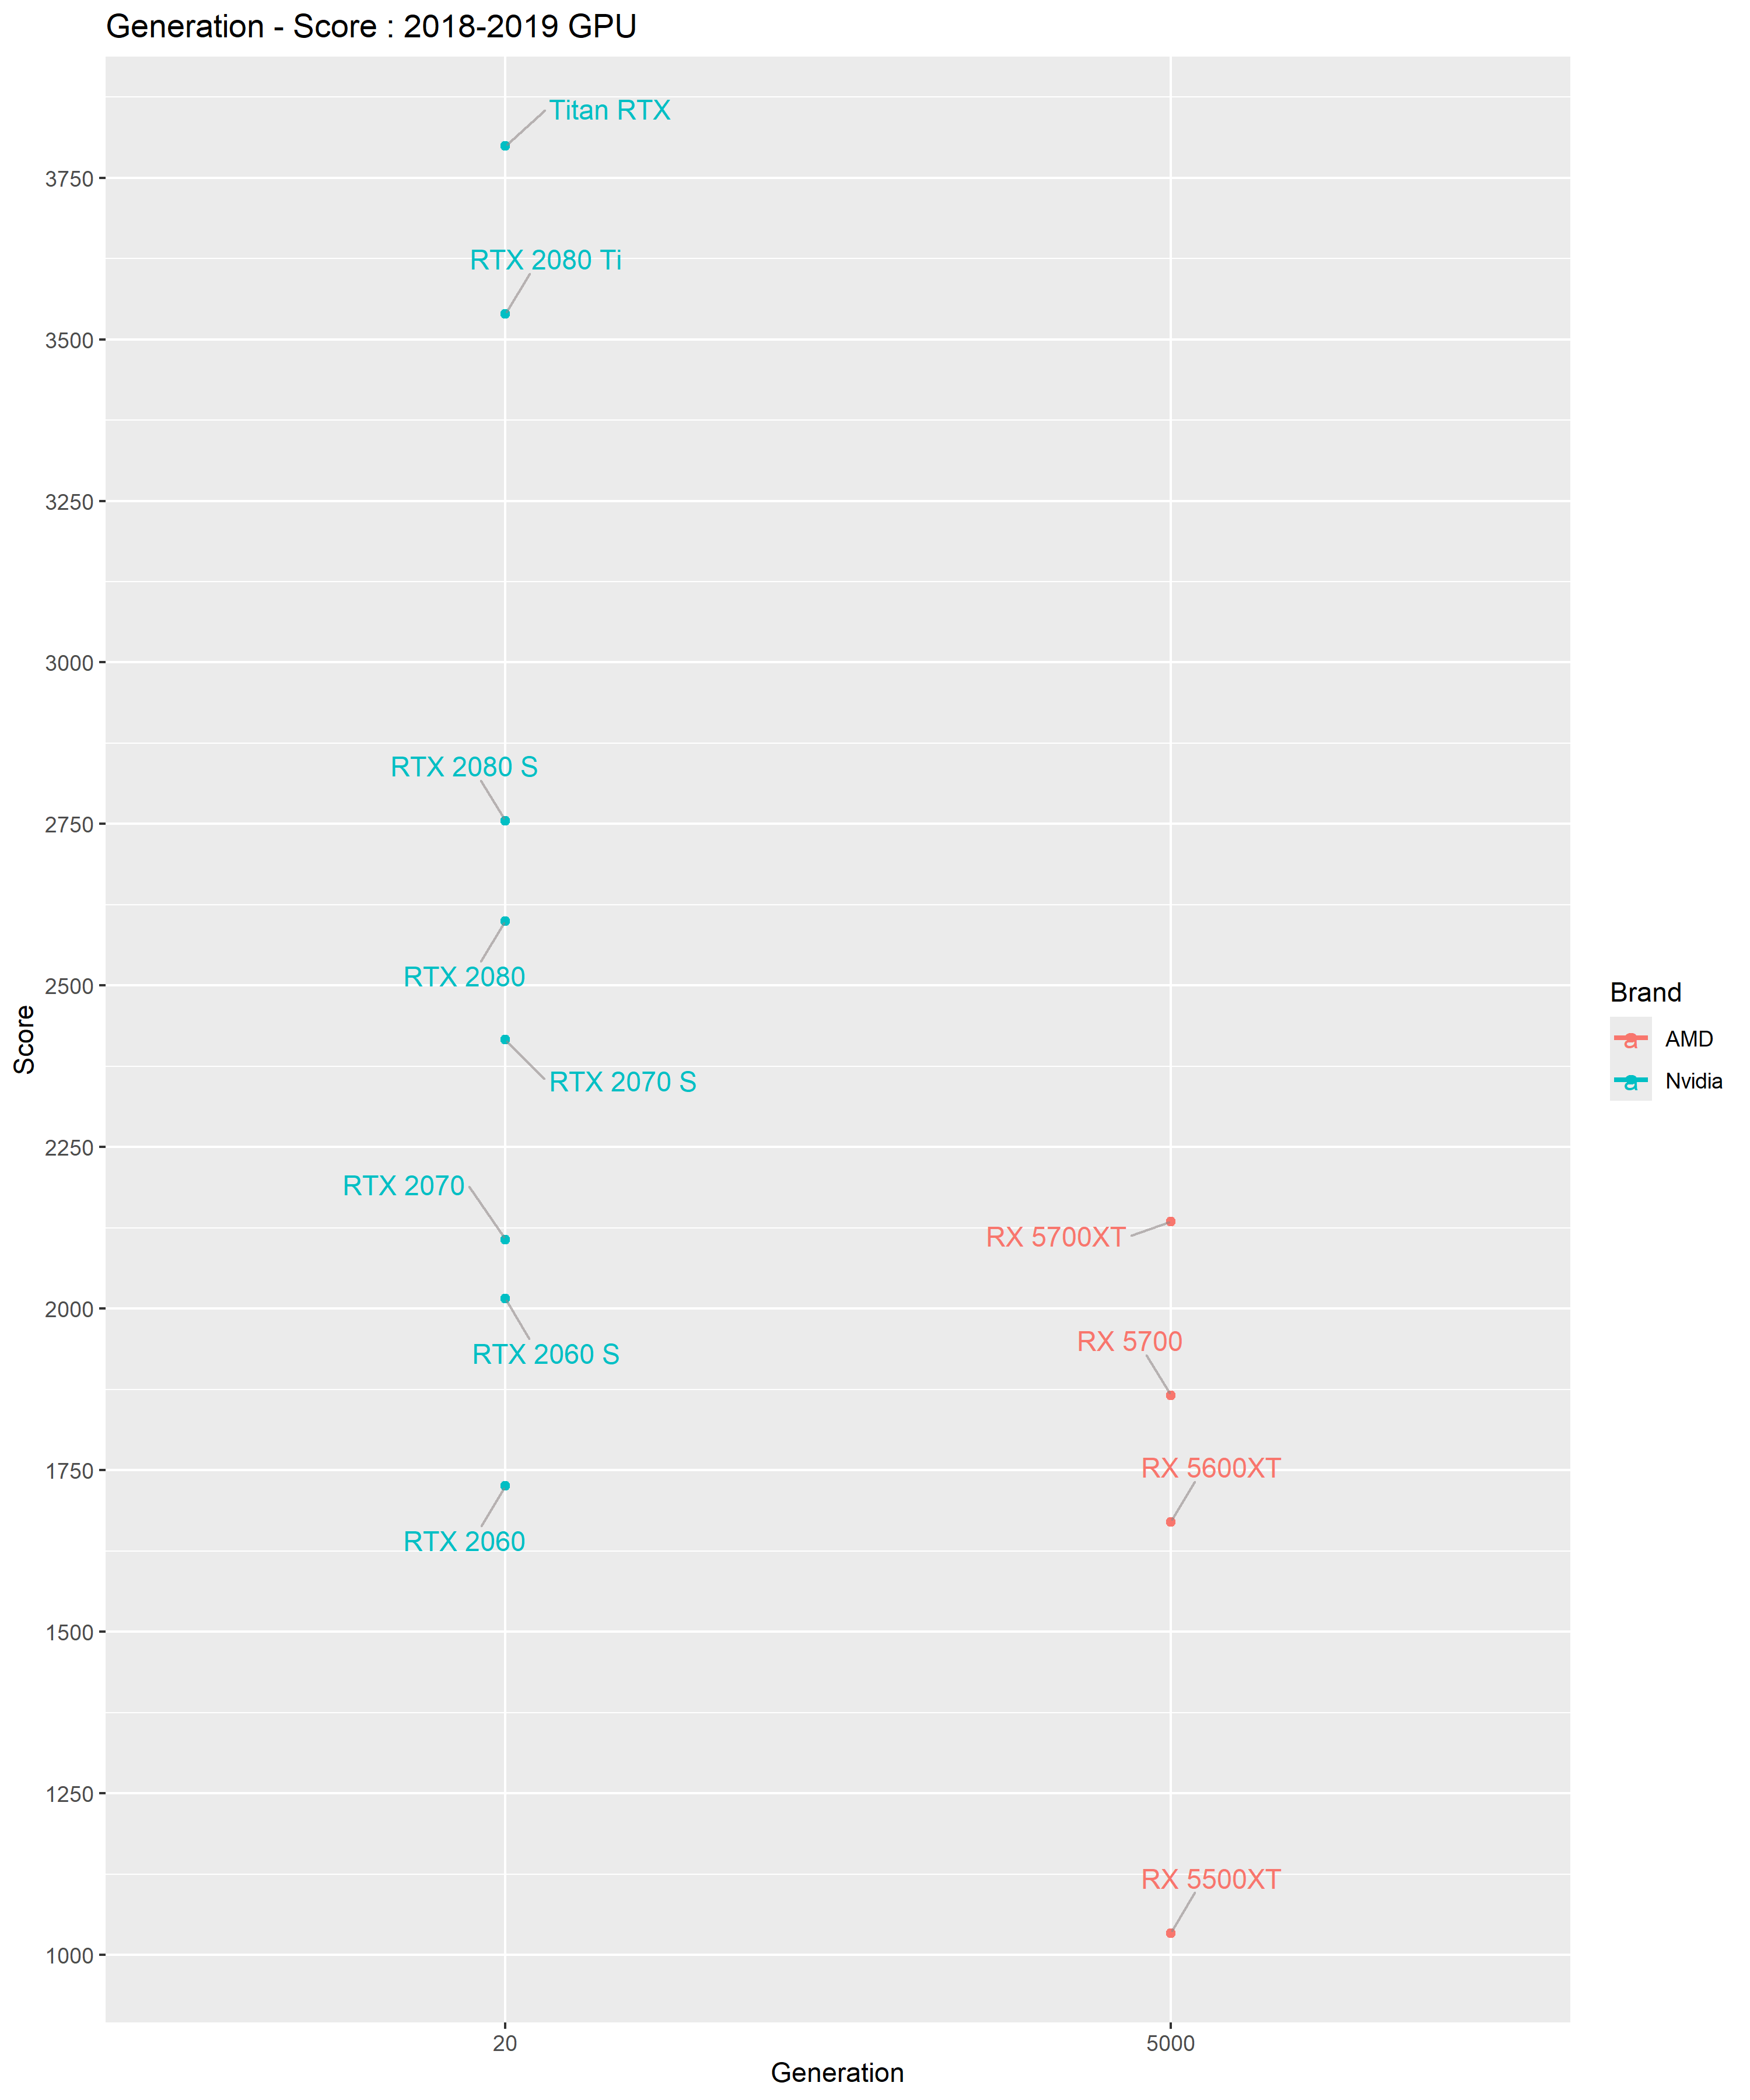 Generation - Score : 2018-2019 GPU
Titan RTX
3750
RTX 2080 Ti
3500
3250
3000
RTX 2080 S
2750
RTX 2080
2500
Score
Brand
AMD
a
Nvidia
a
RTX 2070 S
2250
RTX 2070
RX 5700XT
2000
RX 5700
RTX 2060 S
1750
RX 5600XT
RTX 2060
1500
1250
RX 5500XT
1000
20
5000
Generation